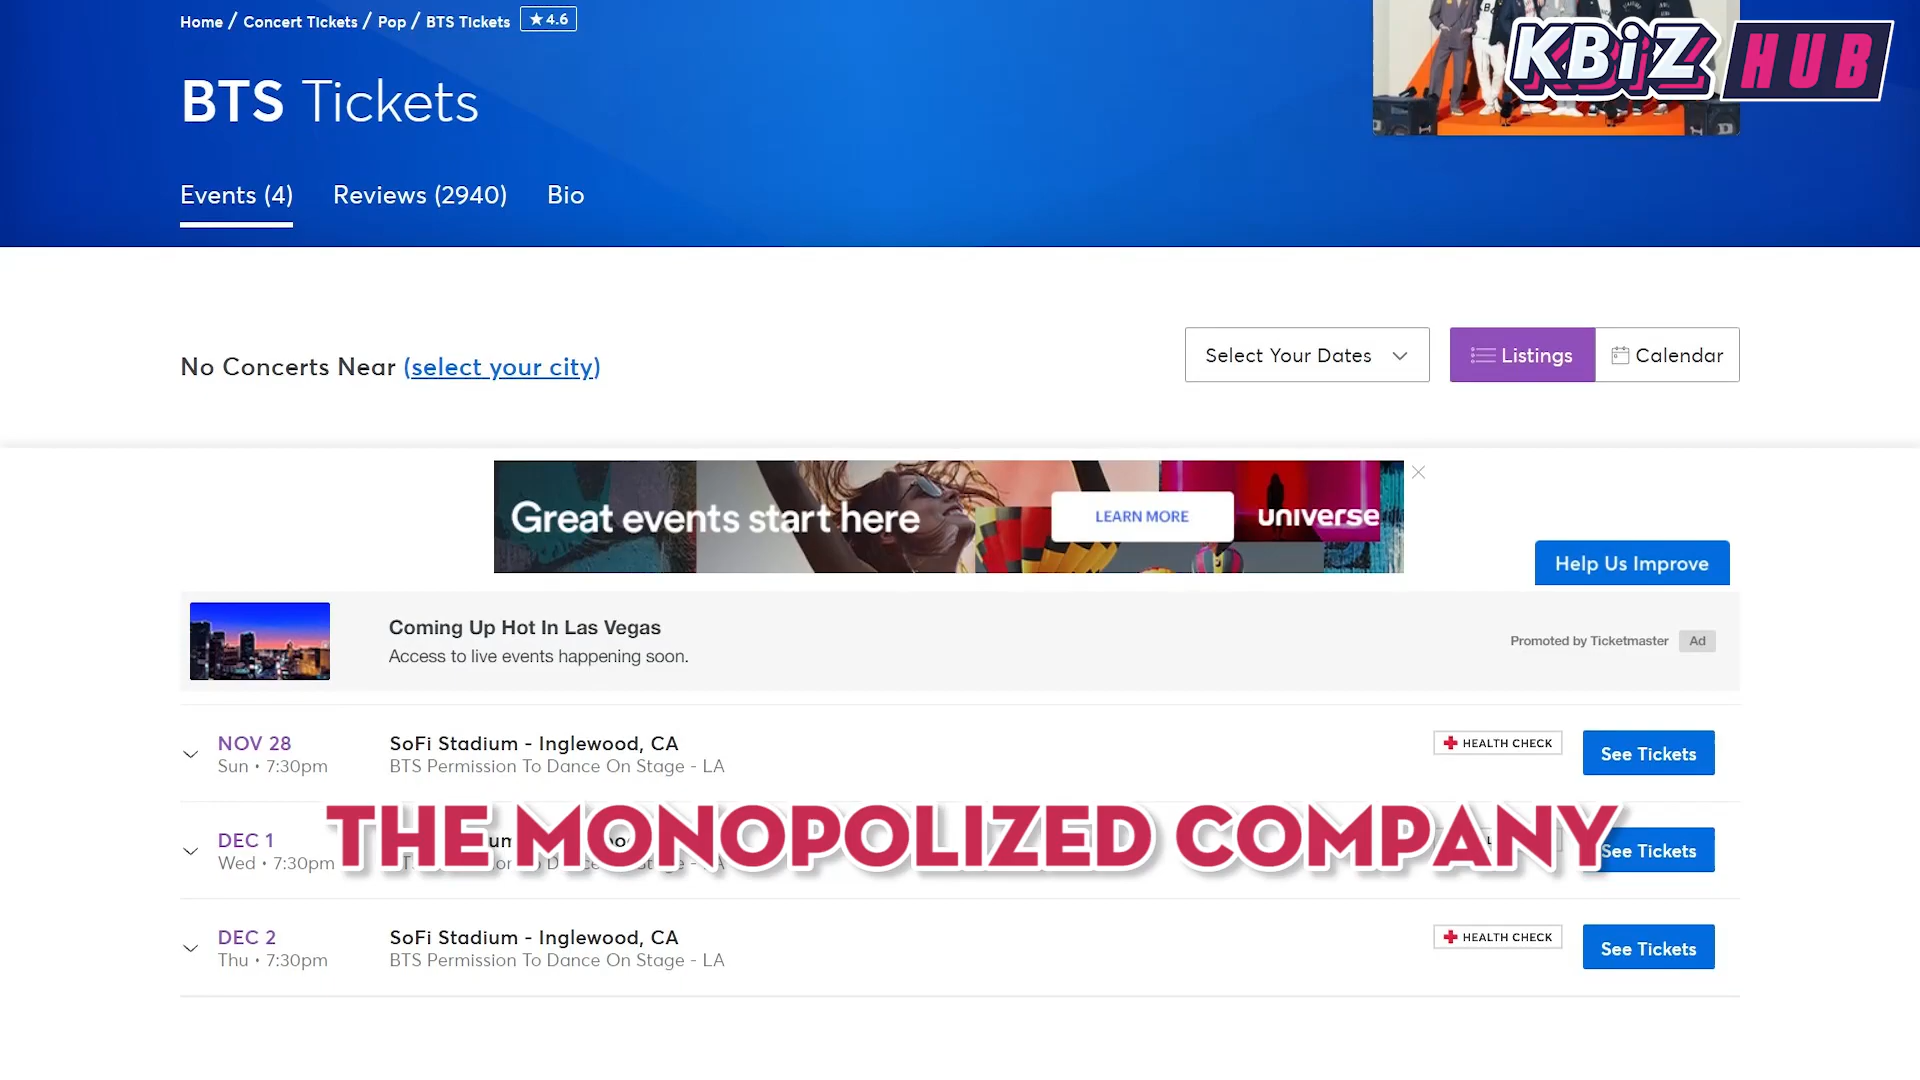 Home / Concert Tickets / Pop / BTS Tickets ★ 4.6
KBiZ HUB
BTS Tickets
Events (4) Reviews (2940) Bio
No Concerts Near (select your city)
Select Your Dates
Listings
Calendar
Great events start here
LEARN MORE
universe
Help Us Improve
Coming Up Hot In Las Vegas
Access to live events happening soon.
Promoted by Ticketmaster Ad
NOV 28
Sun • 7:30pm
SoFi Stadium - Inglewood, CA
BTS Permission To Dance On Stage - LA
HEALTH CHECK
See Tickets
THE MONOPOLIZED COMPANY
DEC 1
Wed • 7:30pm
See Tickets
DEC 2
Thu • 7:30pm
SoFi Stadium - Inglewood, CA
BTS Permission To Dance On Stage - LA
HEALTH CHECK
See Tickets